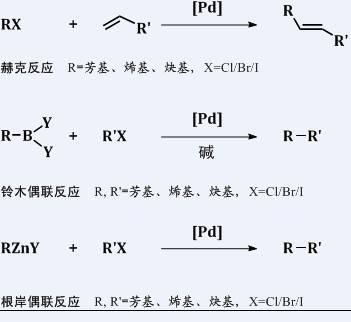 RX + R' [Pd] R R'
赫克反应 R=芳基、烯基、炔基，X=Cl/Br/I
R-B Y Y + R'X [Pd] 碱 R-R'
铃木偶联反应 R, R'=芳基、烯基、炔基，X=Cl/Br/I
RZnY + R'X [Pd] R-R'
根岸偶联反应 R, R'=芳基、烯基、炔基，X=Cl/Br/I